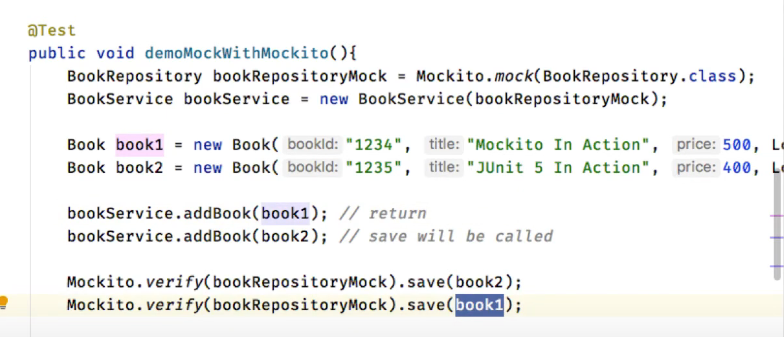 @Test
public void demoMockWithMockito(){
BookRepository bookRepositoryMock = Mockito.mock(BookRepository.class);
BookService bookService = new BookService(bookRepositoryMock);
Book book1 = new Book( bookId: "1234", title: "Mockito In Action", price: 500, Lo
Book book2 = new Book( bookId: "1235", title: "JUnit 5 In Action", price: 400, Lo
bookService.addBook(book1); // return
bookService.addBook(book2); // save will be called
Mockito.verify(bookRepositoryMock).save(book2);
Mockito.verify(bookRepositoryMock).save(book1);